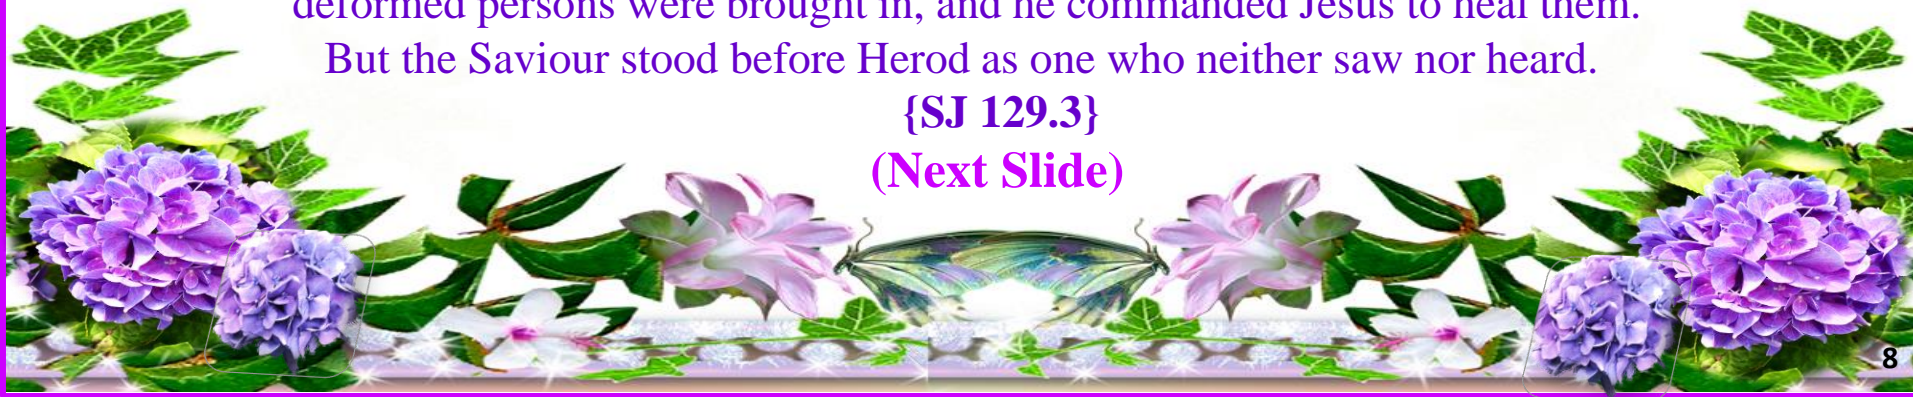 deformed persons were brought in, and he commanded Jesus to heal them.
But the Saviour stood before Herod as one who neither saw nor heard.
{SJ 129.3}
(Next Slide)
8